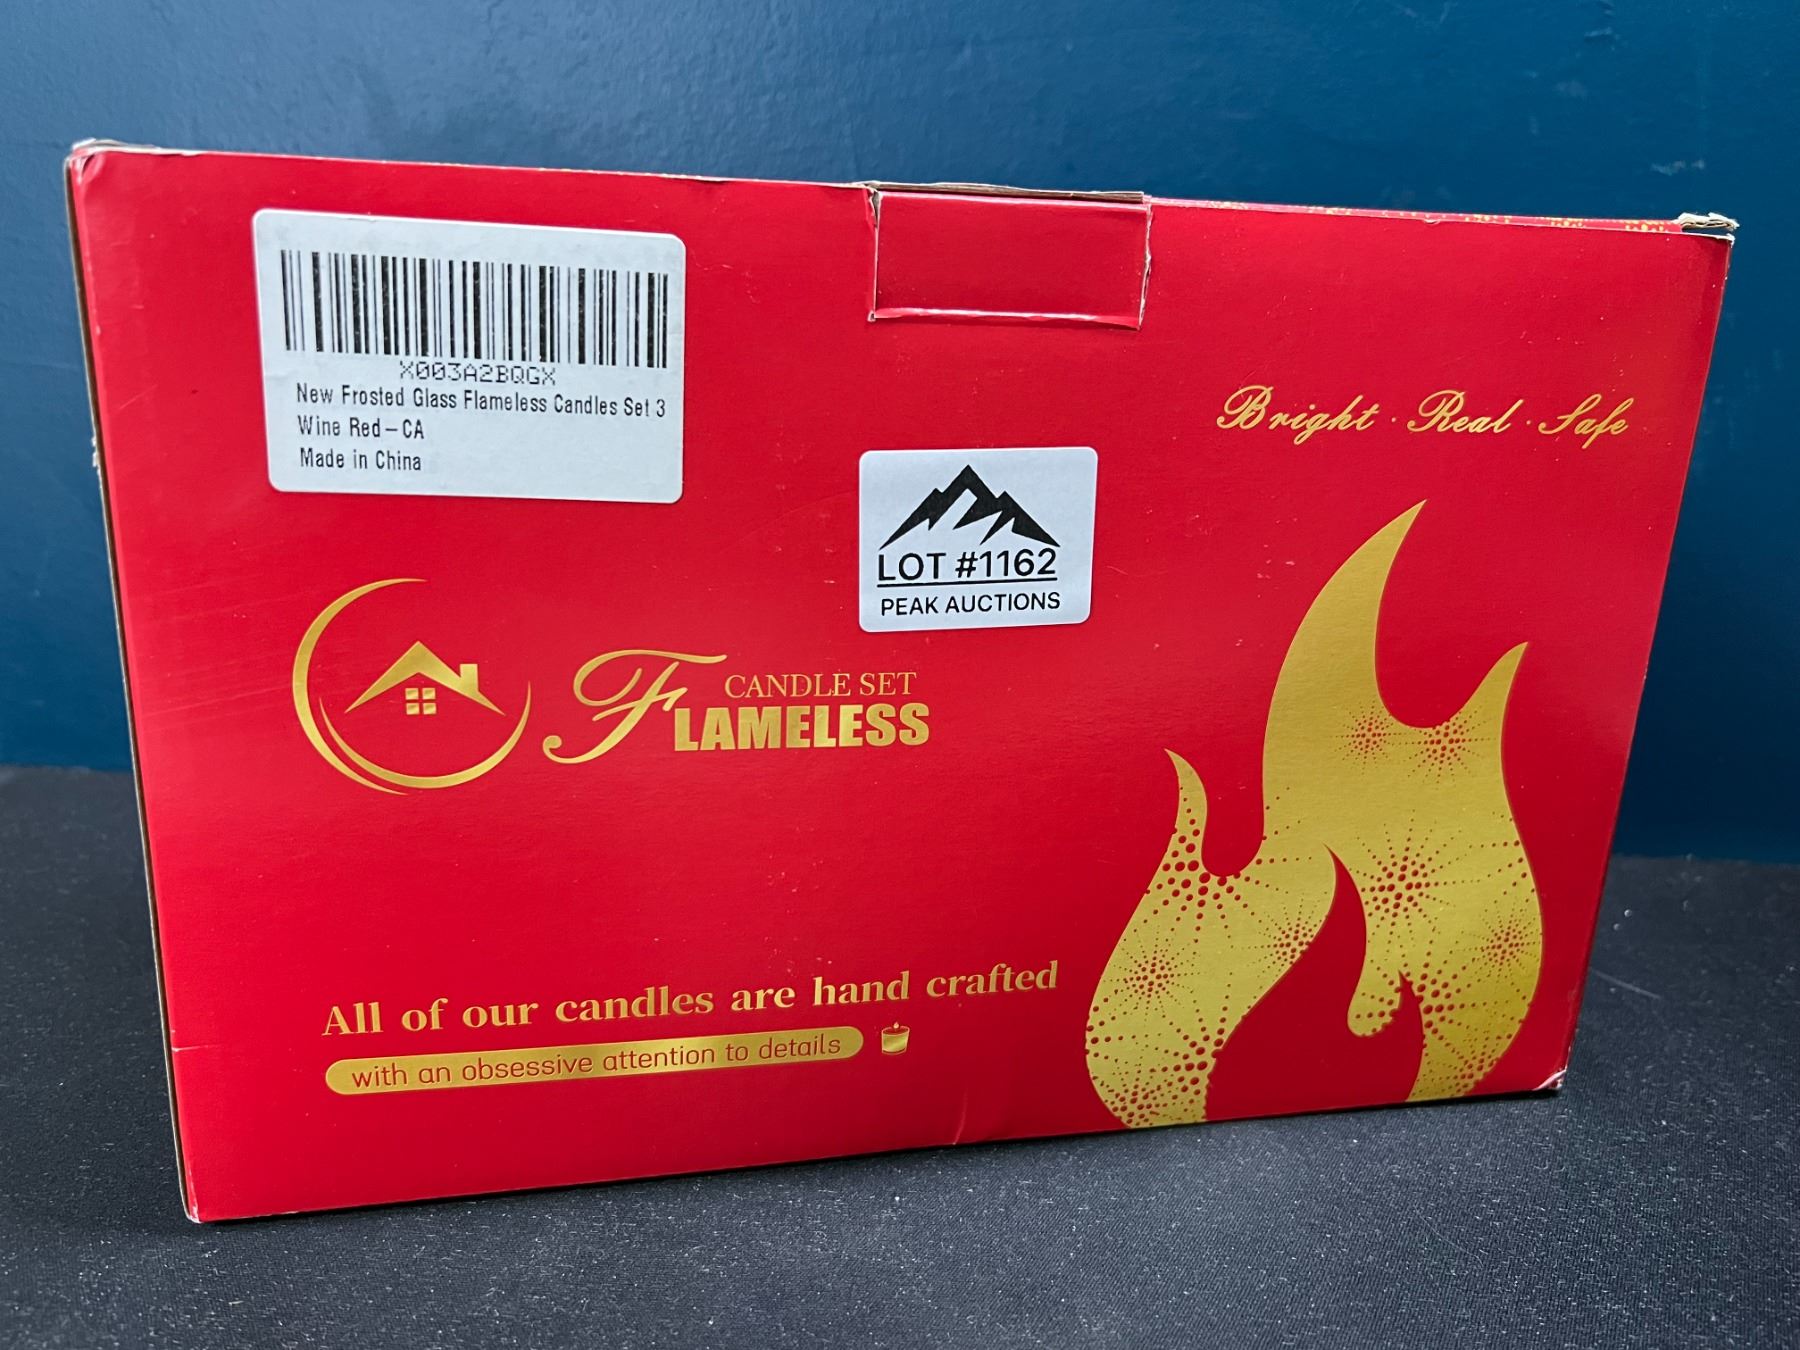 X003A2BQGX
New Frosted Glass Flameless Candles Set 3
Wine Red-CA
Made in China
Bright · Real · Safe
LOT #1162
PEAK AUCTIONS
CANDLE SET
FLAMELESS
All of our candles are hand crafted
with an obsessive attention to details